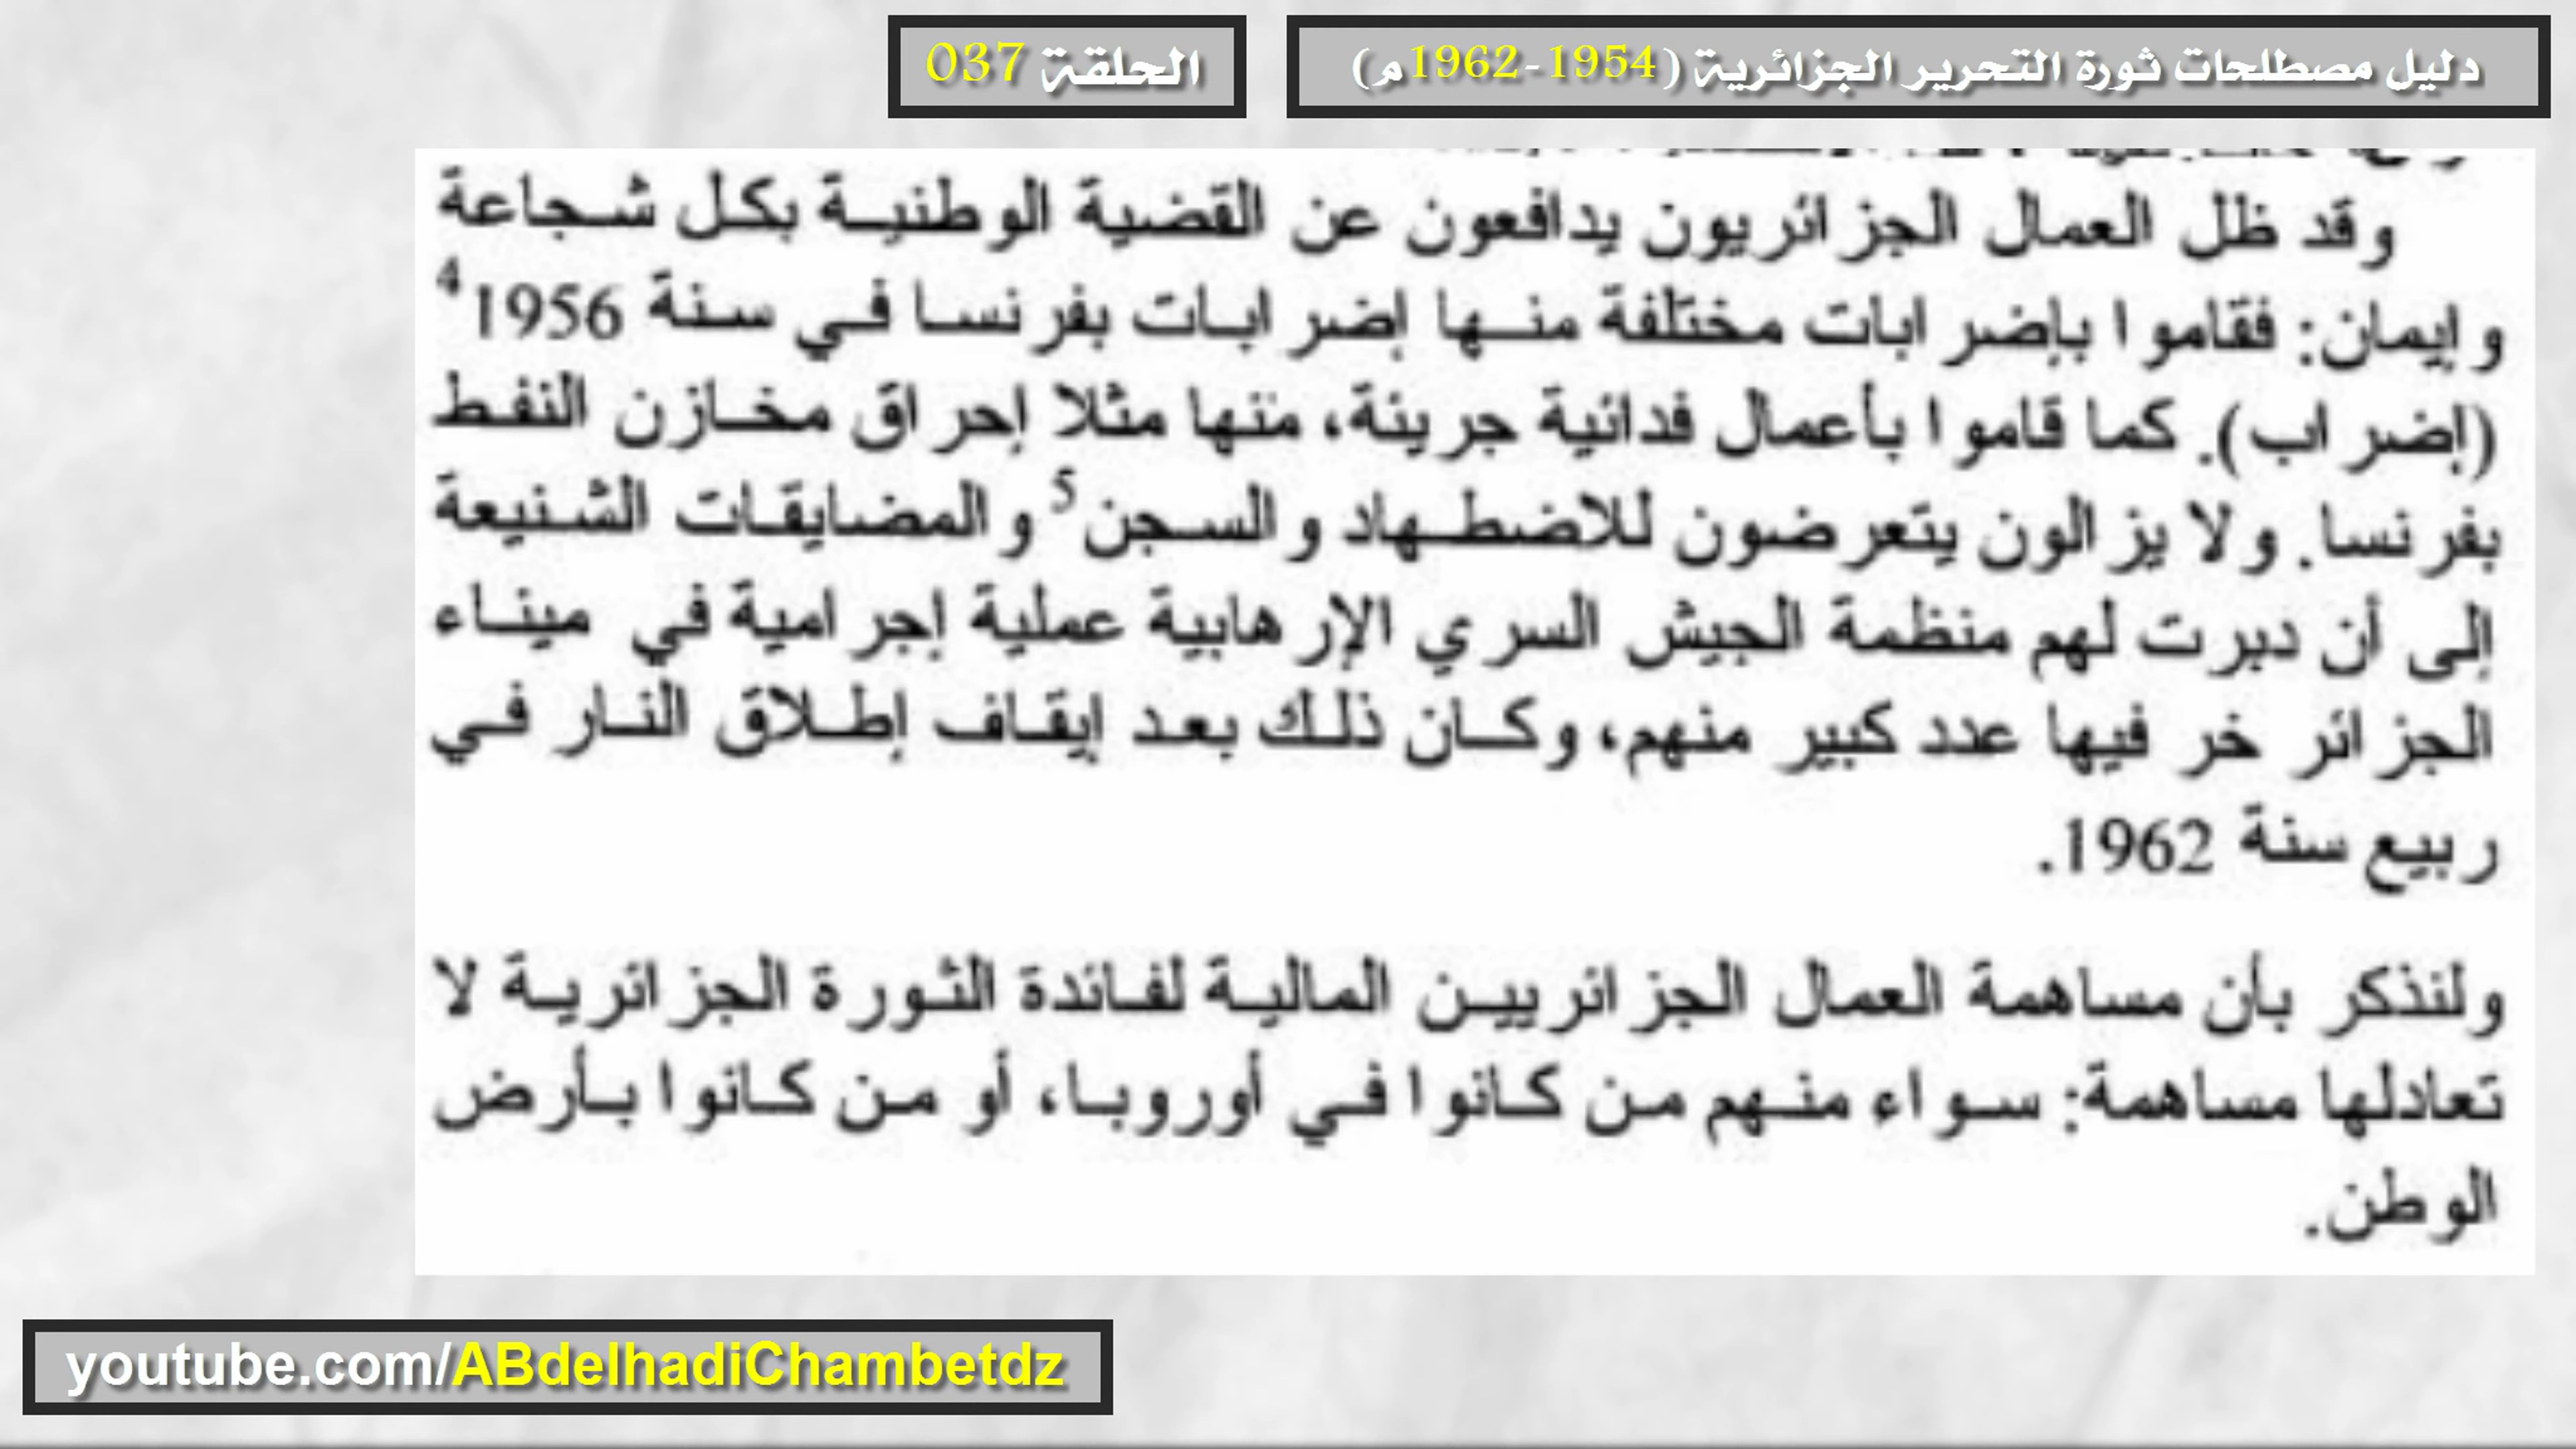 دليل مصطلحات ثورة التحرير الجزائرية (1954-1962م)
الحلقة 037
وقد ظل العمال الجزائريون يدافعون عن القضية الوطنية بكل شجاعة
وإيمان: فقاموا بإضرابات مختلفة منها إضرابات بفرنسا في سنة 1956 4
(إضراب). كما قاموا بأعمال فدائية جريئة، منها مثلا إحراق مخازن النفط
بفرنسا. ولا يزالون يتعرضون للاضطهاد والسجن 5 والمضايقات الشنيعة
إلى أن دبرت لهم منظمة الجيش السري الإرهابية عملية إجرامية في ميناء
الجزائر خر فيها عدد كبير منهم، وكان ذلك بعد إيقاف إطلاق النار في
ربيع سنة 1962.
ولنذكر بأن مساهمة العمال الجزائريين المالية لفائدة الثورة الجزائرية لا
تعادلها مساهمة: سواء منهم من كانوا في أوروبا، أو من كانوا بأرض
الوطن.
youtube.com/ABdelhadiChambetdz